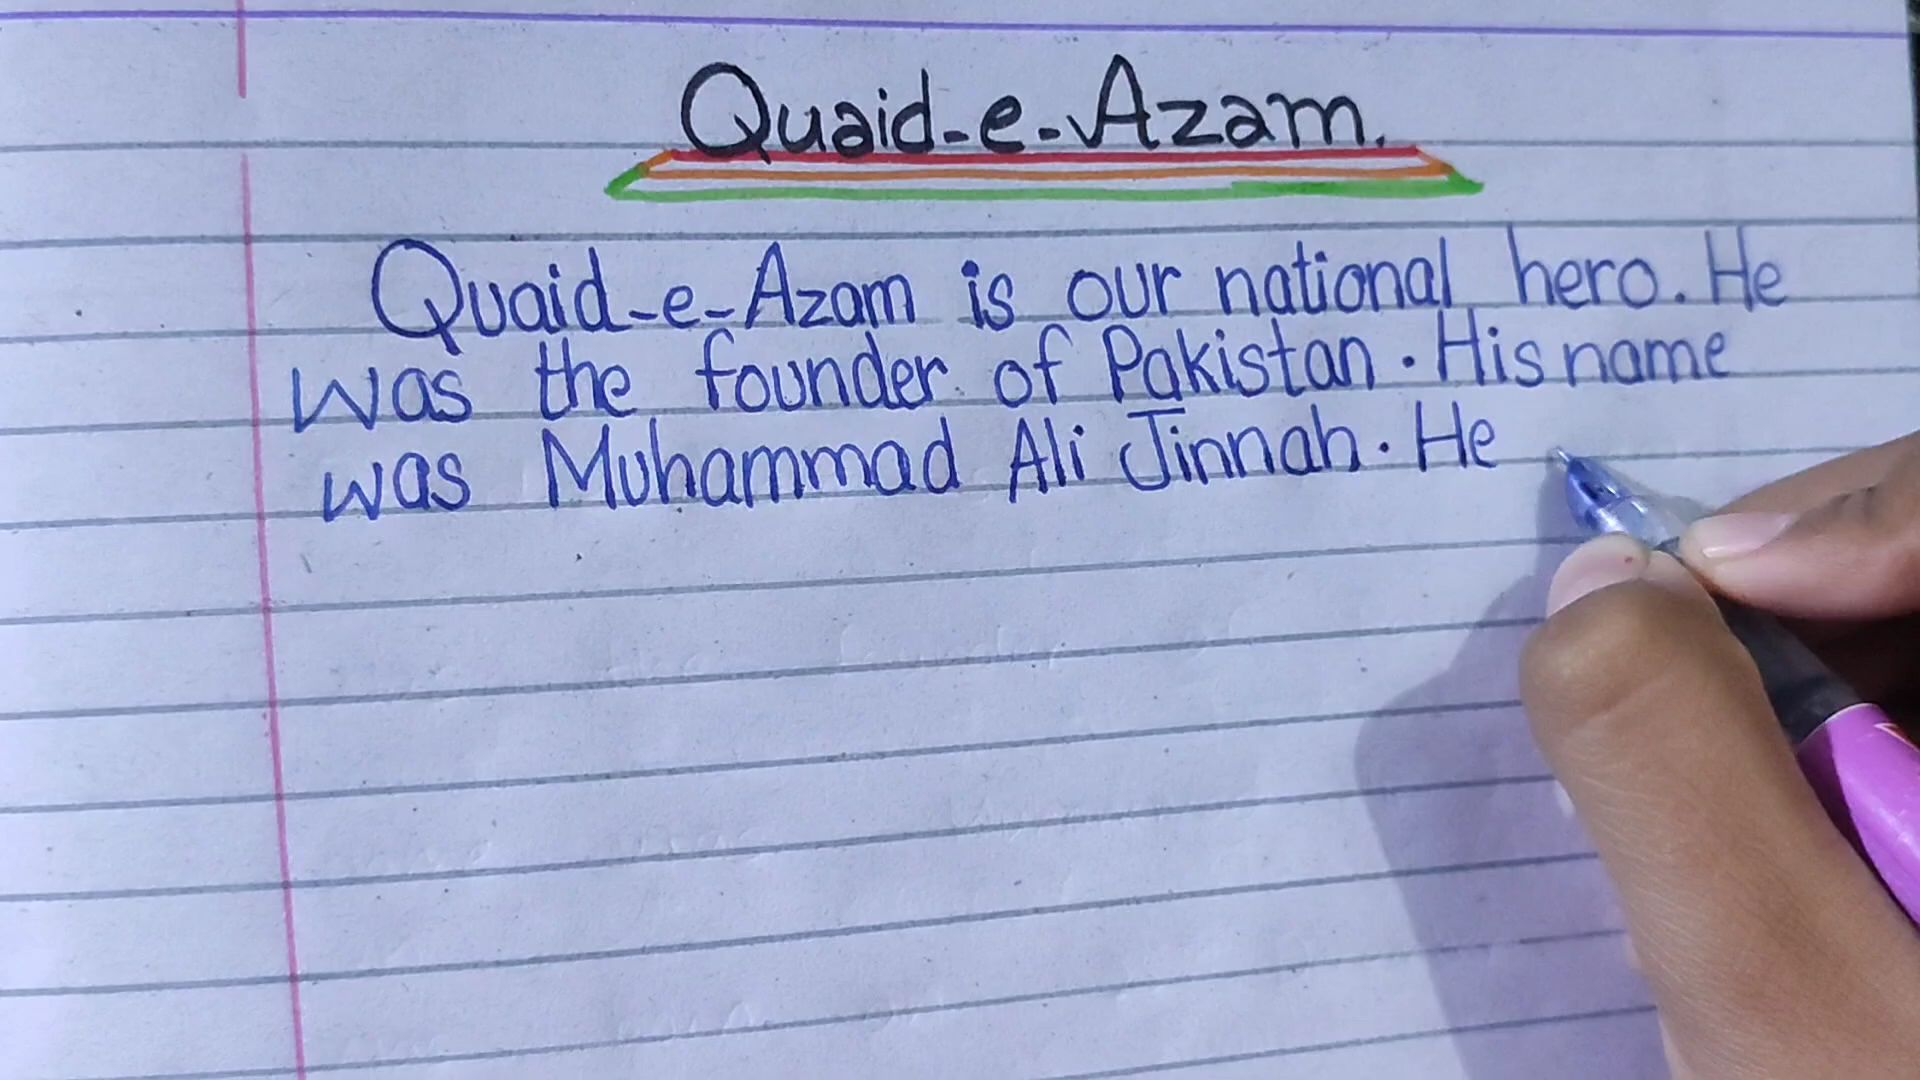 Quaid-e-Azam.
Quaid-e-Azam is our national hero. He
was the founder of Pakistan. His name
was Muhammad Ali Jinnah. He